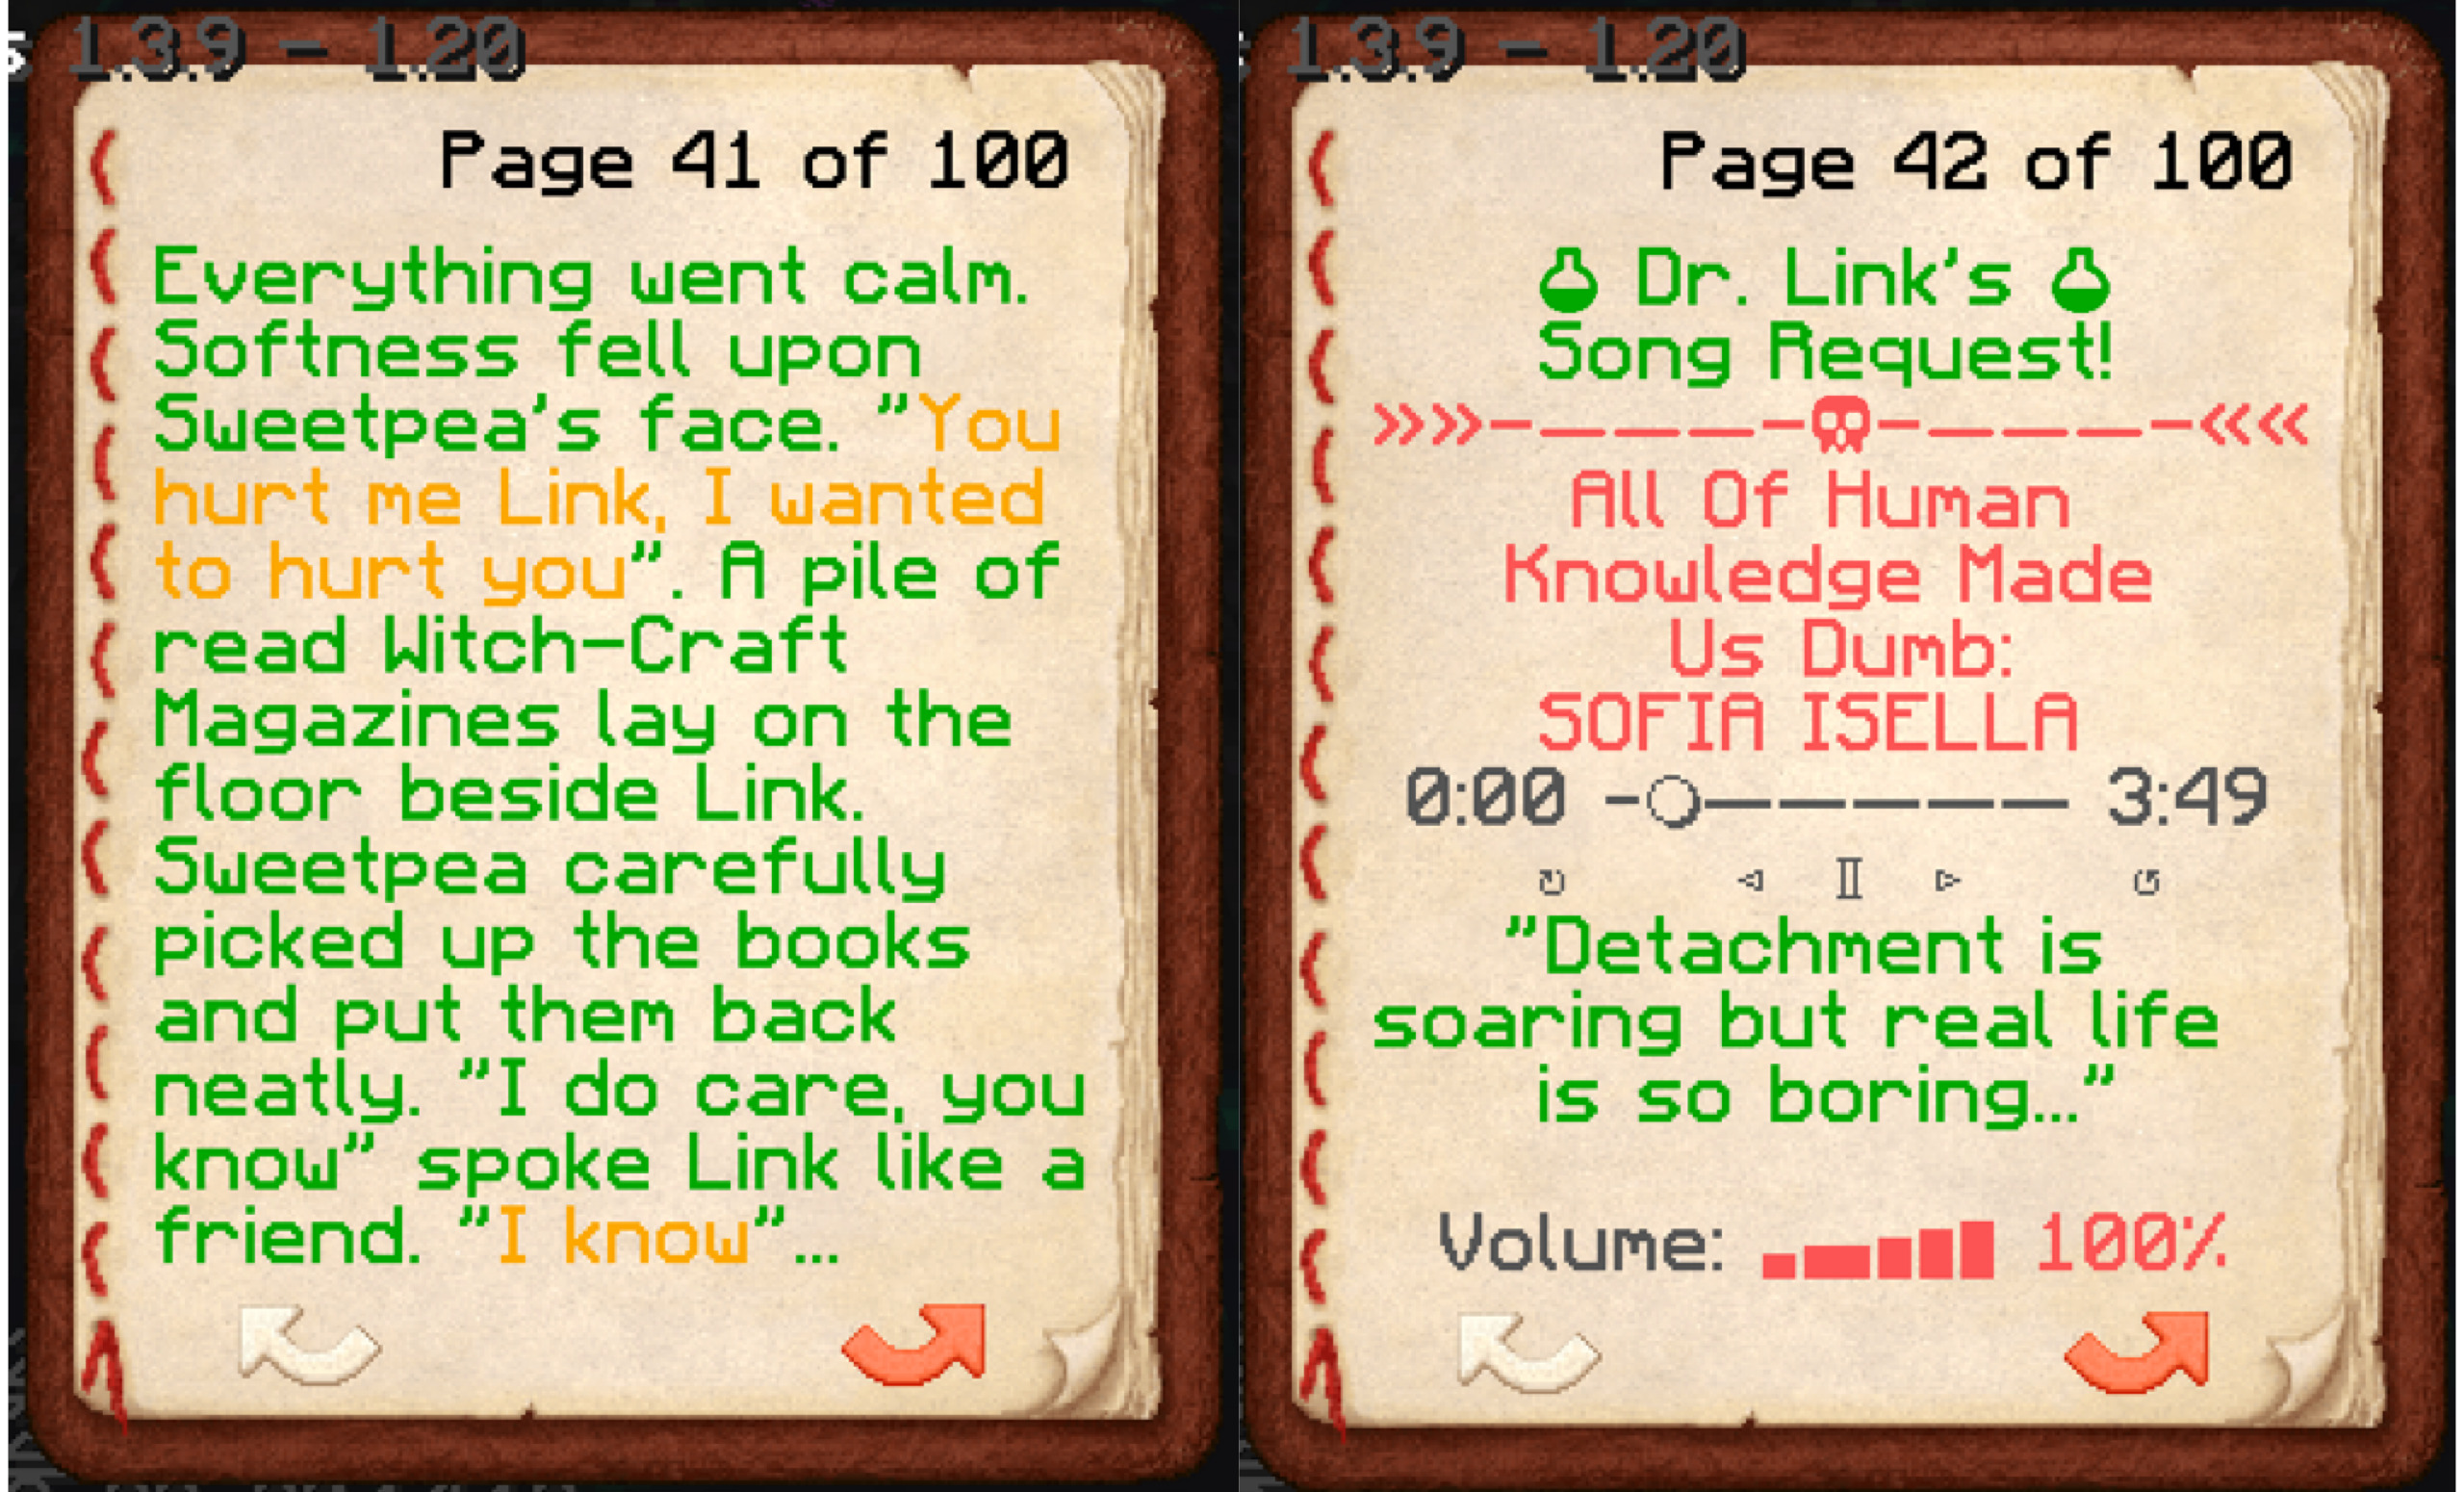 s 1.3.9 - 1.20
Page 41 of 100
Everything went calm.
Softness fell upon
Sweetpea's face. "You
hurt me Link, I wanted
to hurt you". A pile of
read Witch-Craft
Magazines lay on the
floor beside Link.
Sweetpea carefully
picked up the books
and put them back
neatly. "I do care, you
know" spoke Link like a
friend. "I know"...
1.3.9 - 1.20
Page 42 of 100
Dr. Link's
Song Request!
»»-———-☠-———-««
All Of Human
Knowledge Made
Us Dumb:
SOFIA ISELLA
0:00 -○————— 3:49
↻ ◁ II ▷ ↺
"Detachment is
soaring but real life
is so boring..."
Volume: 100%